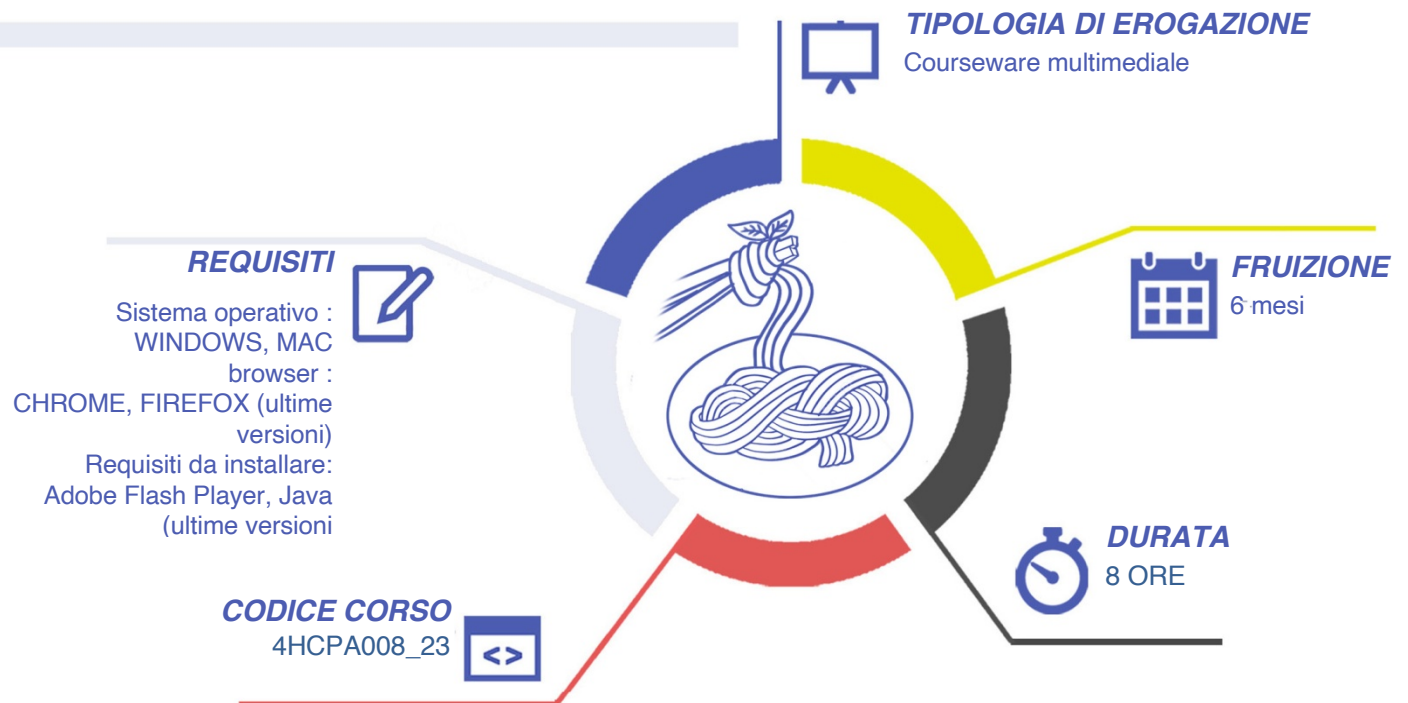 TIPOLOGIA DI EROGAZIONE
Courseware multimediale
REQUISITI
Sistema operativo :
WINDOWS, MAC
browser :
CHROME, FIREFOX (ultime
versioni)
Requisiti da installare:
Adobe Flash Player, Java
(ultime versioni
FRUIZIONE
6 mesi
DURATA
8 ORE
CODICE CORSO
4HCPA008_23
<>